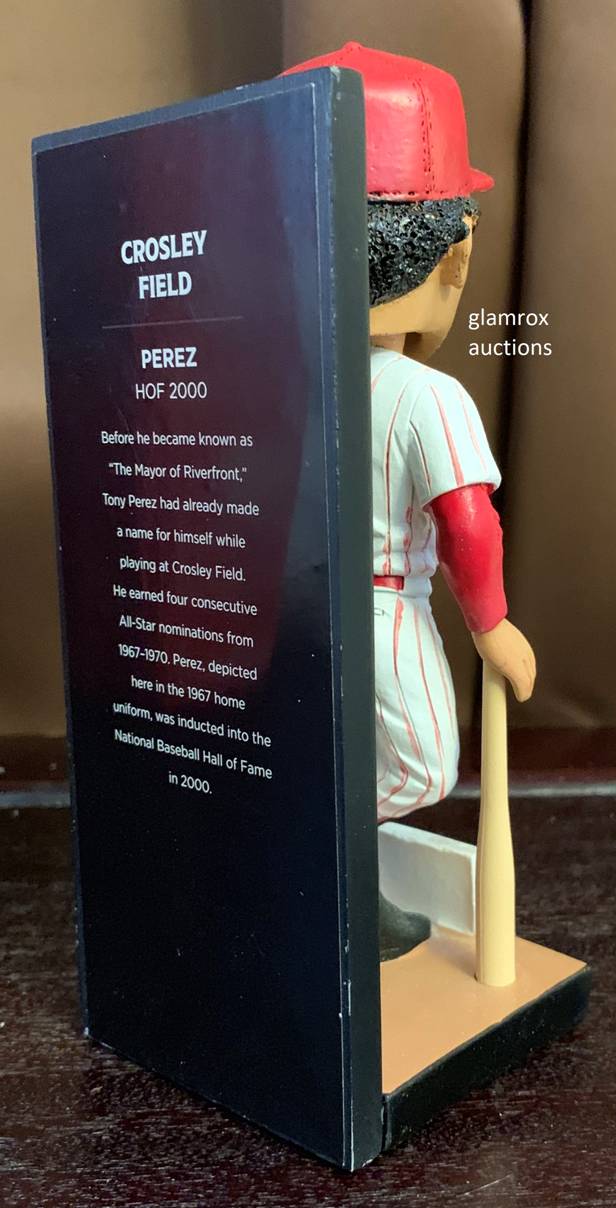 CROSLEY
FIELD
PEREZ
HOF 2000
Before he became known as
"The Mayor of Riverfront,"
Tony Perez had already made
a name for himself while
playing at Crosley Field.
He earned four consecutive
All-Star nominations from
1967-1970. Perez, depicted
here in the 1967 home
uniform, was inducted into the
National Baseball Hall of Fame
in 2000.
glamrox
auctions